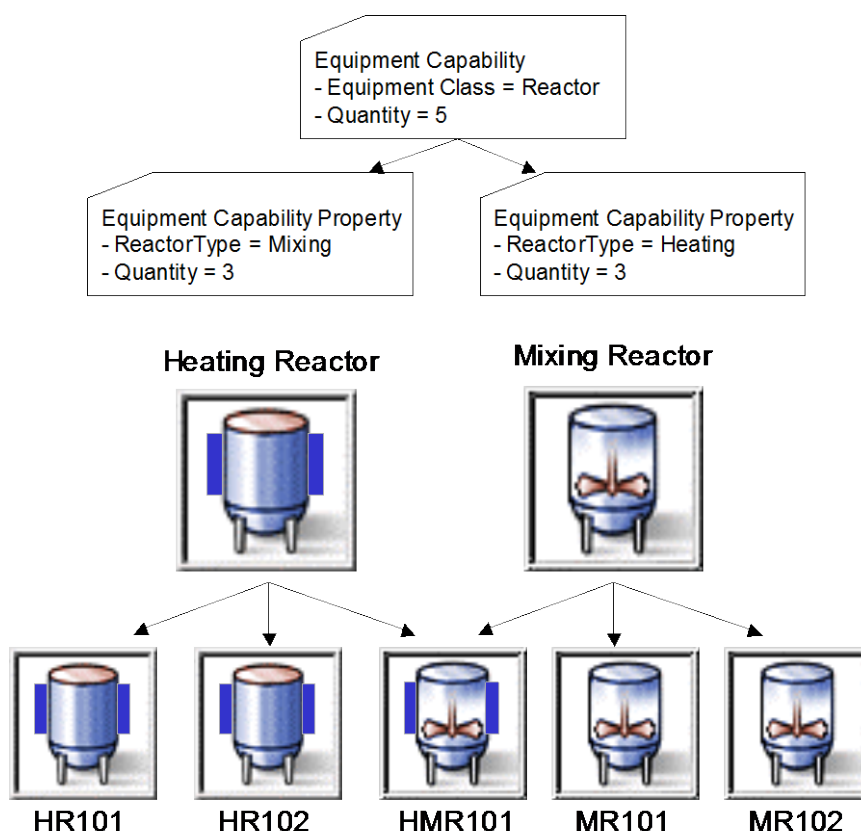 Equipment Capability
- Equipment Class = Reactor
- Quantity = 5
Equipment Capability Property
- ReactorType = Mixing
- Quantity = 3
Equipment Capability Property
- ReactorType = Heating
- Quantity = 3
Heating Reactor
Mixing Reactor
HR101
HR102
HMR101
MR101
MR102